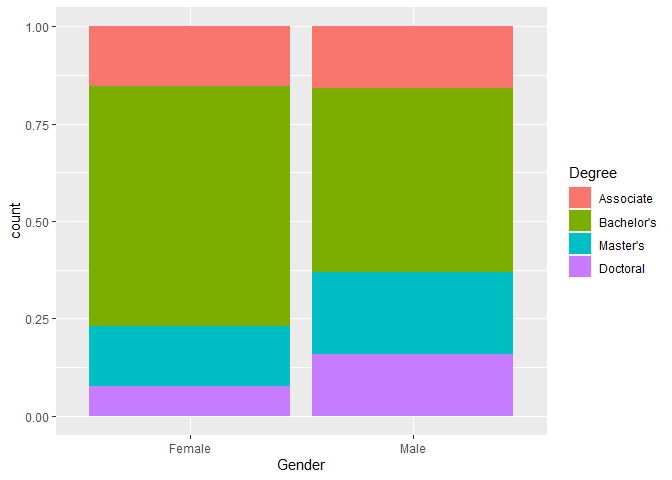 1.00
0.75
0.50
0.25
0.00
count
Female
Male
Gender
Degree
Associate
Bachelor's
Master's
Doctoral